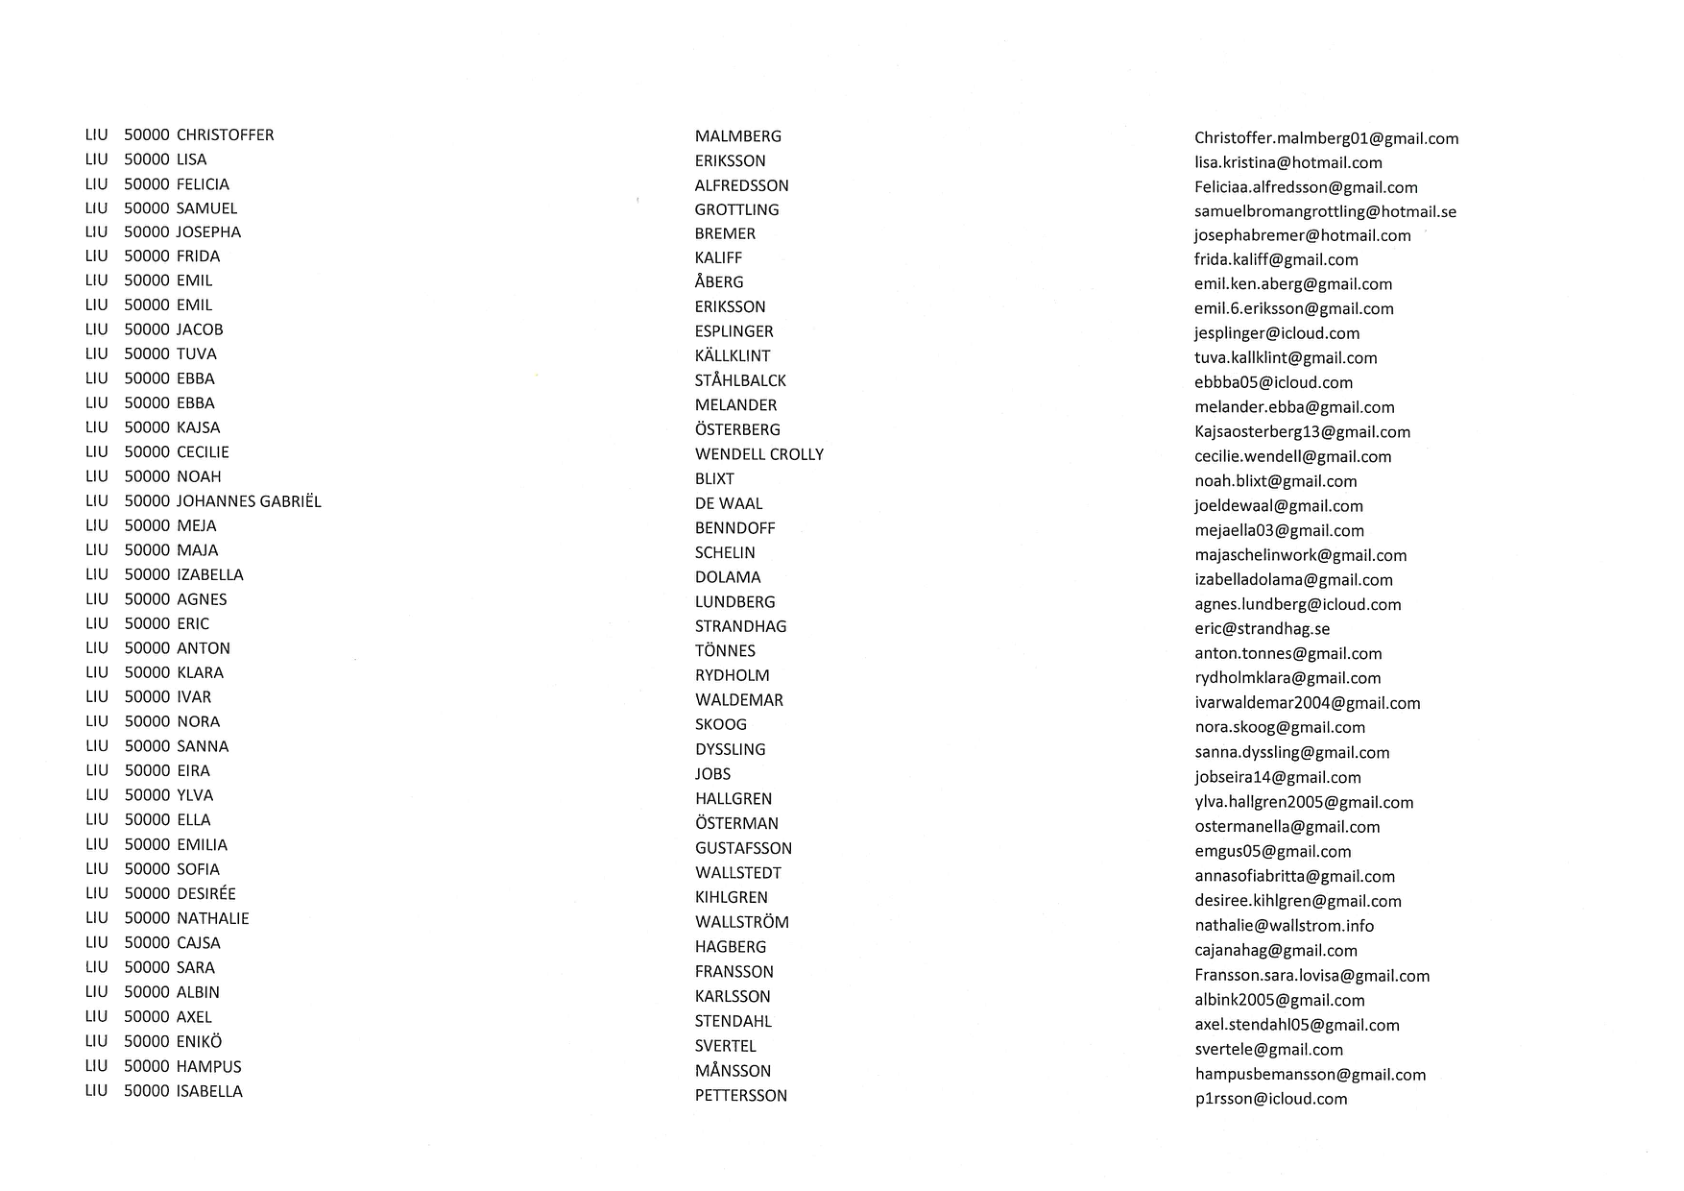 LIU 50000 CHRISTOFFER MALMBERG Christoffer.malmberg01@gmail.com
LIU 50000 LISA ERIKSSON lisa.kristina@hotmail.com
LIU 50000 FELICIA ALFREDSSON Feliciaa.alfredsson@gmail.com
LIU 50000 SAMUEL GROTTLING samuelbromangrottling@hotmail.se
LIU 50000 JOSEPHA BREMER josephabremer@hotmail.com
LIU 50000 FRIDA KALIFF frida.kaliff@gmail.com
LIU 50000 EMIL ÅBERG emil.ken.aberg@gmail.com
LIU 50000 EMIL ERIKSSON emil.6.eriksson@gmail.com
LIU 50000 JACOB ESPLINGER jesplinger@icloud.com
LIU 50000 TUVA KÄLLKLINT tuva.kallklint@gmail.com
LIU 50000 EBBA STÅHLBALCK ebbba05@icloud.com
LIU 50000 EBBA MELANDER melander.ebba@gmail.com
LIU 50000 KAJSA ÖSTERBERG Kajsaosterberg13@gmail.com
LIU 50000 CECILIE WENDELL CROLLY cecilie.wendell@gmail.com
LIU 50000 NOAH BLIXT noah.blixt@gmail.com
LIU 50000 JOHANNES GABRIËL DE WAAL joeldewaal@gmail.com
LIU 50000 MEJA BENNDOFF mejaella03@gmail.com
LIU 50000 MAJA SCHELIN majaschelinwork@gmail.com
LIU 50000 IZABELLA DOLAMA izabelladolama@gmail.com
LIU 50000 AGNES LUNDBERG agnes.lundberg@icloud.com
LIU 50000 ERIC STRANDHAG eric@strandhag.se
LIU 50000 ANTON TÖNNES anton.tonnes@gmail.com
LIU 50000 KLARA RYDHOLM rydholmklara@gmail.com
LIU 50000 IVAR WALDEMAR ivarwaldemar2004@gmail.com
LIU 50000 NORA SKOOG nora.skoog@gmail.com
LIU 50000 SANNA DYSSLING sanna.dyssling@gmail.com
LIU 50000 EIRA JOBS jobseira14@gmail.com
LIU 50000 YLVA HALLGREN ylva.hallgren2005@gmail.com
LIU 50000 ELLA ÖSTERMAN ostermanella@gmail.com
LIU 50000 EMILIA GUSTAFSSON emgus05@gmail.com
LIU 50000 SOFIA WALLSTEDT annasofiabritta@gmail.com
LIU 50000 DESIRÉE KIHLGREN desiree.kihlgren@gmail.com
LIU 50000 NATHALIE WALLSTRÖM nathalie@wallstrom.info
LIU 50000 CAJSA HAGBERG cajanahag@gmail.com
LIU 50000 SARA FRANSSON Fransson.sara.lovisa@gmail.com
LIU 50000 ALBIN KARLSSON albink2005@gmail.com
LIU 50000 AXEL STENDAHL axel.stendahl05@gmail.com
LIU 50000 ENIKÖ SVERTEL svertele@gmail.com
LIU 50000 HAMPUS MÅNSSON hampusbemansson@gmail.com
LIU 50000 ISABELLA PETTERSSON p1rsson@icloud.com